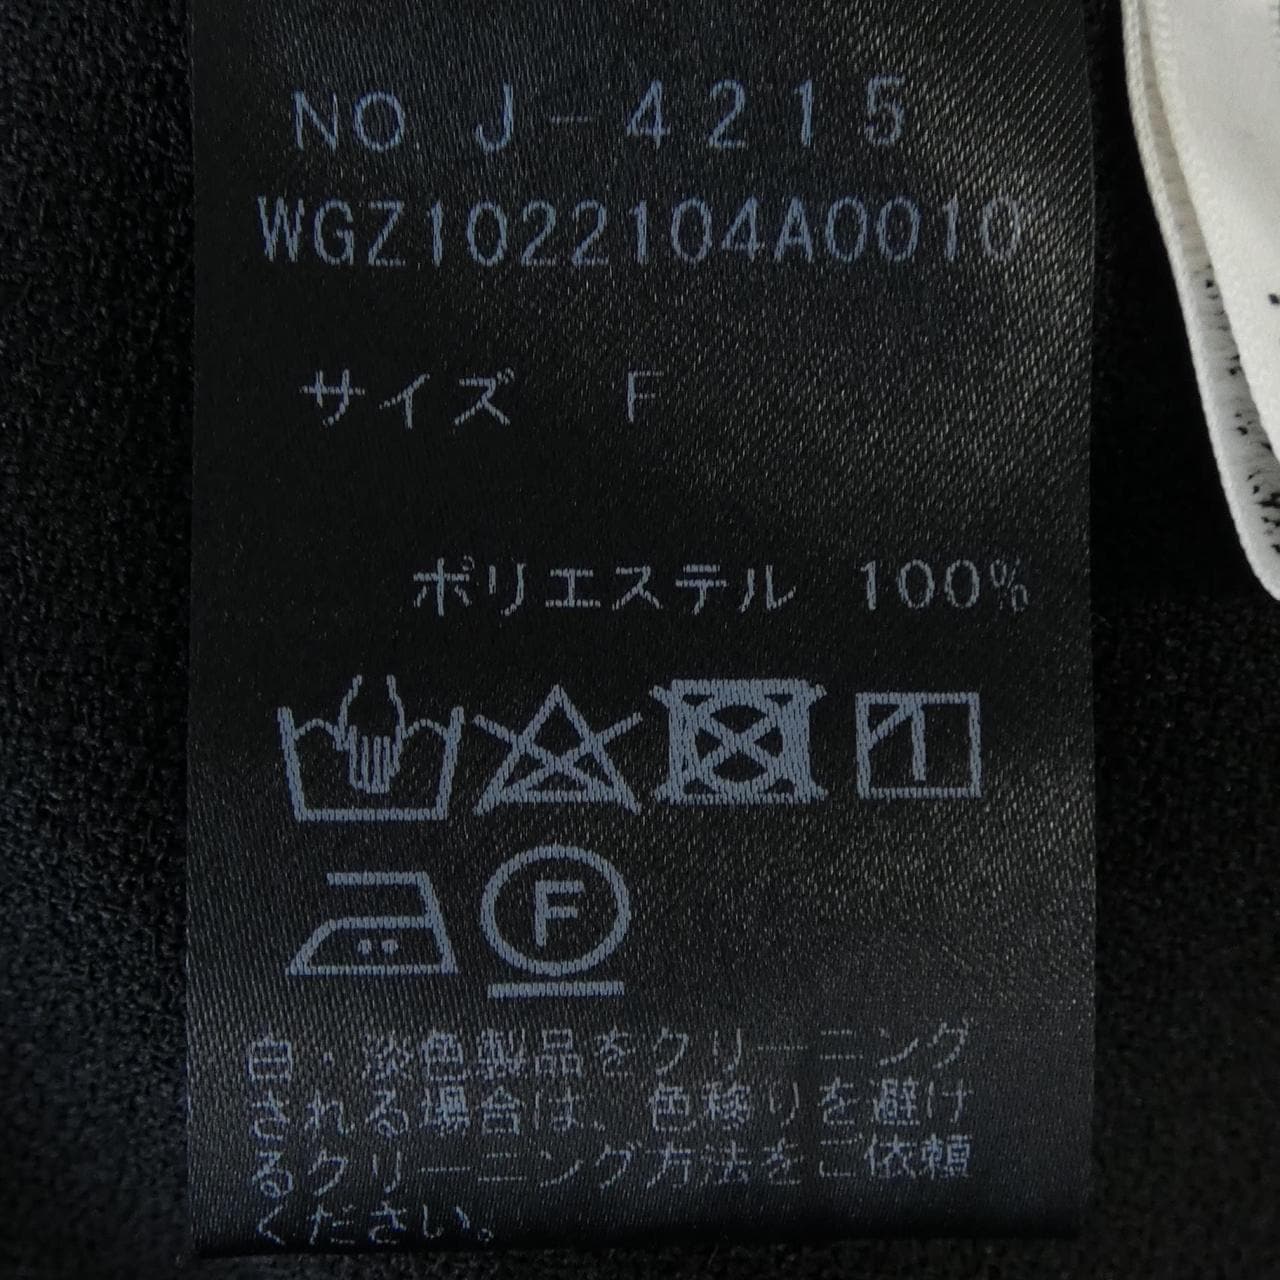 NO J-4215
WGZ1022104A0010
サイズ F
ポリエステル 100%
F
白・淡色製品をクリーニング
される場合は、色移りを避け
るクリーニング方法をご依頼
ください。